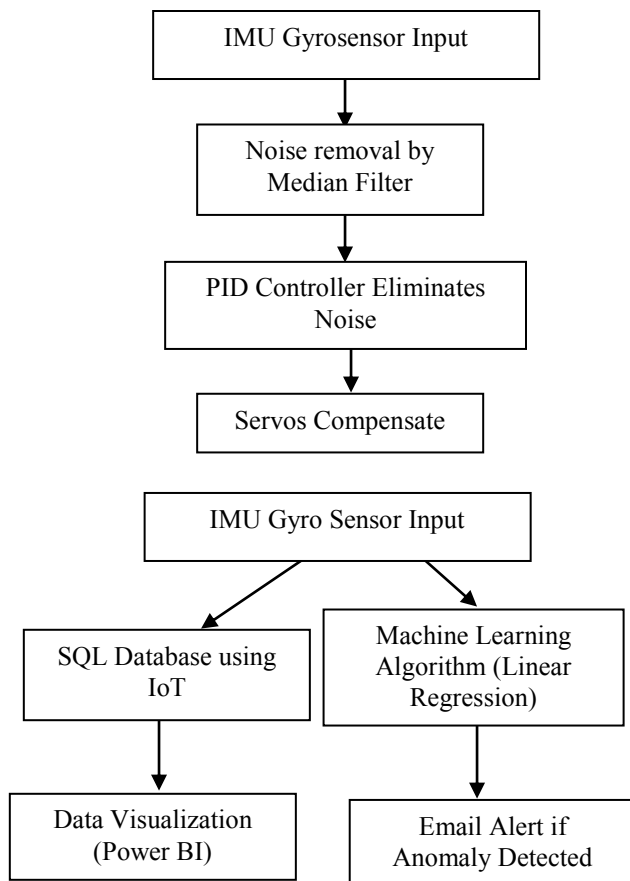 IMU Gyrosensor Input
Noise removal by
Median Filter
PID Controller Eliminates
Noise
Servos Compensate
IMU Gyro Sensor Input
SQL Database using
IoT
Machine Learning
Algorithm (Linear
Regression)
Data Visualization
(Power BI)
Email Alert if
Anomaly Detected